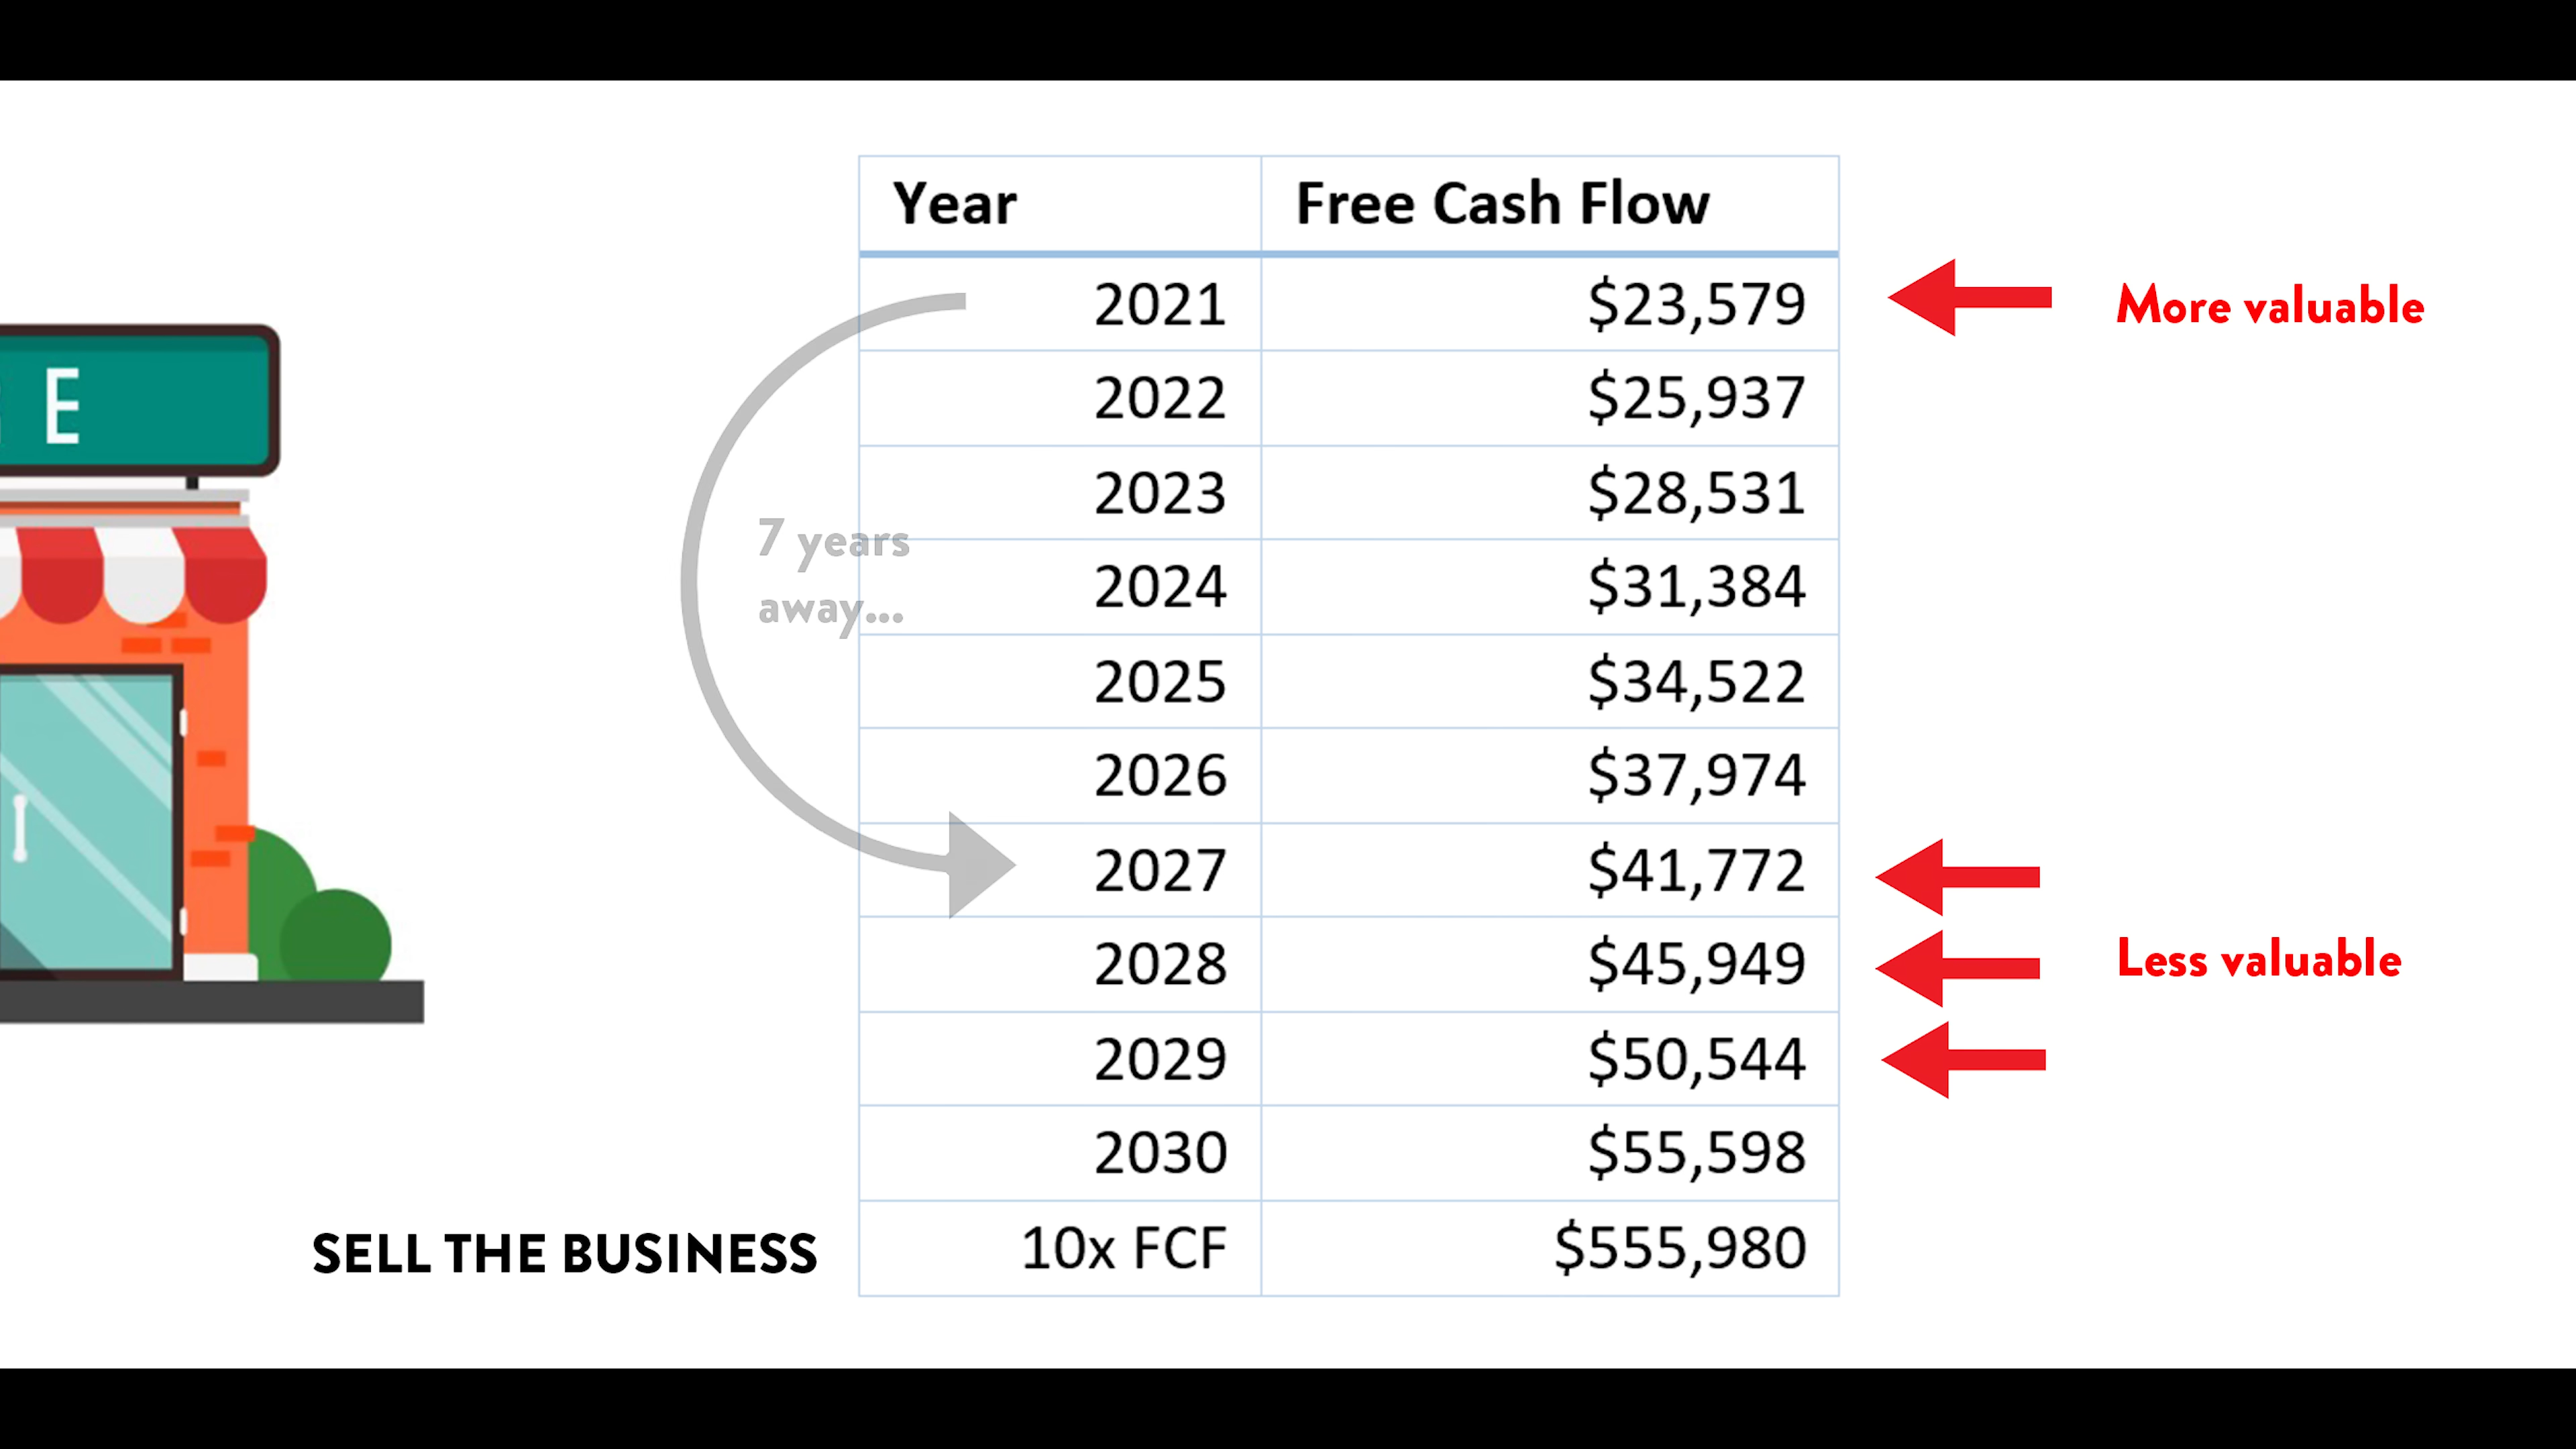 E
Year Free Cash Flow
2021 $23,579 More valuable
2022 $25,937
2023 $28,531
7 years
away...
2024 $31,384
2025 $34,522
2026 $37,974
2027 $41,772
2028 $45,949 Less valuable
2029 $50,544
2030 $55,598
SELL THE BUSINESS 10x FCF $555,980